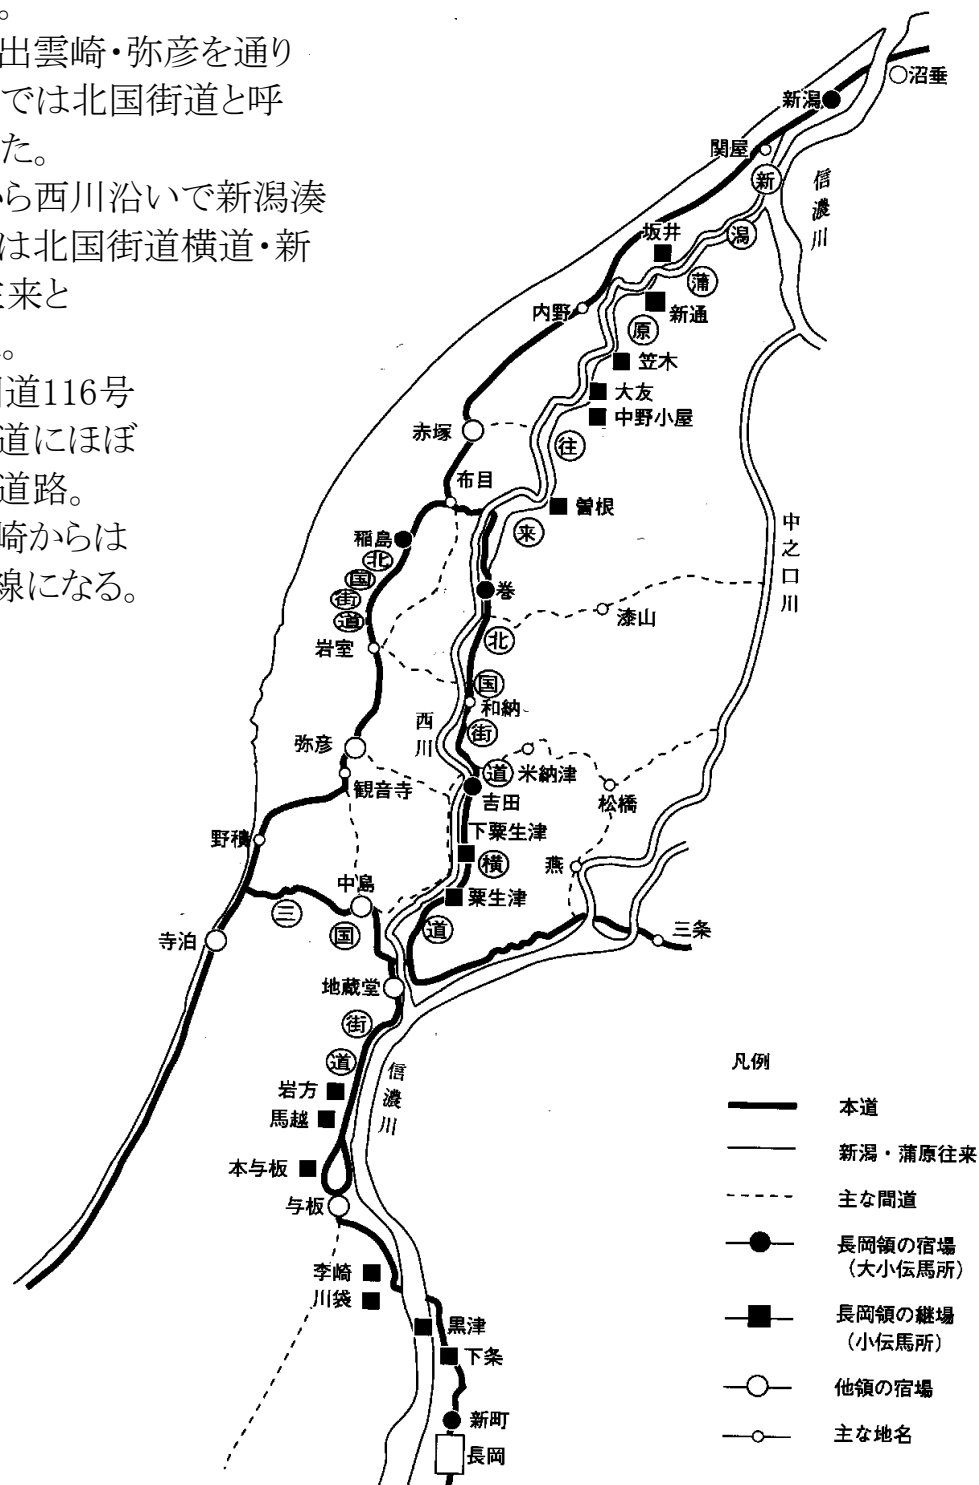 。
出雲崎・弥彦を通り
では北国街道と呼
た。
ら西川沿いで新潟湊
は北国街道横道・新
来と
。
道116号
道にほぼ
道路。
崎からは
線になる。
沼垂
新潟
関屋
新
潟
蒲
原
往
来
信濃川
坂井
新通
内野
笠木
大友
中野小屋
赤塚
布目
曽根
稲島
北
国
街
道
中之口川
巻
漆山
岩室
北
国
街
道
横
道
和納
西川
弥彦
米納津
観音寺
吉田
松橋
下粟生津
野積
燕
中島
粟生津
三
国
街
道
寺泊
三条
地蔵堂
信濃川
岩方
馬越
本与板
与板
李崎
川袋
黒津
下条
新町
長岡
凡例
本道
新潟・蒲原往来
主な間道
長岡領の宿場
(大小伝馬所)
長岡領の継場
(小伝馬所)
他領の宿場
主な地名